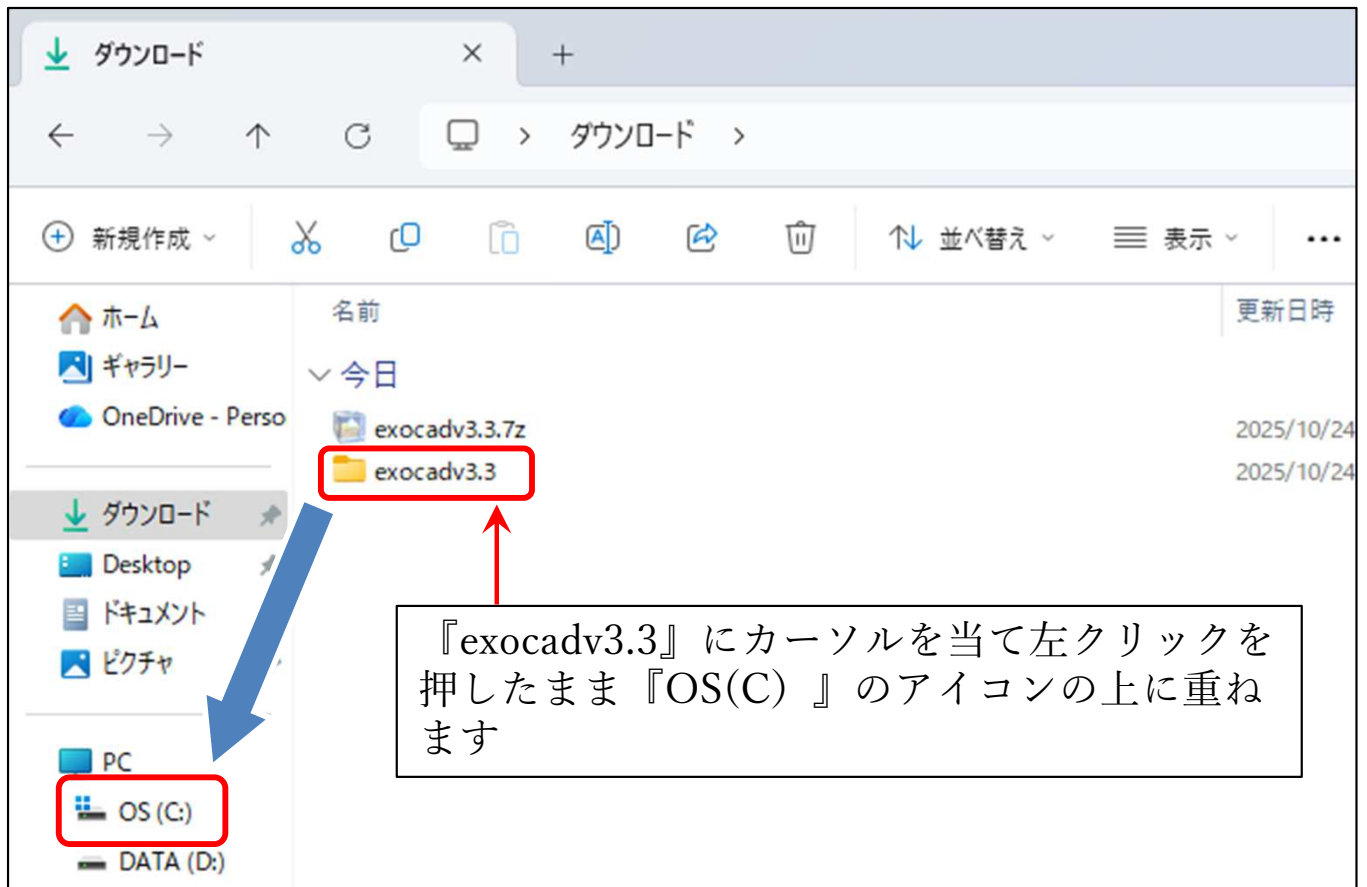 ダウンロード
ダウンロード
新規作成
並べ替え
表示
ホーム
ギャラリー
OneDrive - Perso
ダウンロード
Desktop
ドキュメント
ピクチャ
PC
OS (C:)
DATA (D:)
名前 更新日時
今日
exocadv3.3.7z 2025/10/24
exocadv3.3 2025/10/24
『exocadv3.3』にカーソルを当て左クリックを
押したまま『OS(C) 』のアイコンの上に重ね
ます